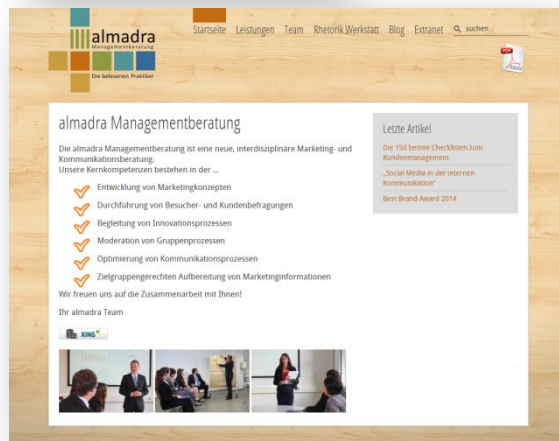 almadra
Managementberatung
Die belesenen Praktiker
Startseite Leistungen Team Rhetorik.Werkstatt Blog Extranet suchen...
PDF
Adobe
almadra Managementberatung
Die almadra Managementberatung ist eine neue, interdisziplinäre Marketing- und
Kommunikationsberatung.
Unsere Kernkompetenzen bestehen in der ...
Entwicklung von Marketingkonzepten
Durchführung von Besucher- und Kundenbefragungen
Begleitung von Innovationsprozessen
Moderation von Gruppenprozessen
Optimierung von Kommunikationsprozessen
Zielgruppengerechten Aufbereitung von Marketinginformationen
Wir freuen uns auf die Zusammenarbeit mit Ihnen!
Ihr almadra Team
XING
Letzte Artikel
Die 150 besten Checklisten zum
Kundenmanagement
„Social Media in der internen
Kommunikation“
Best Brand Award 2014